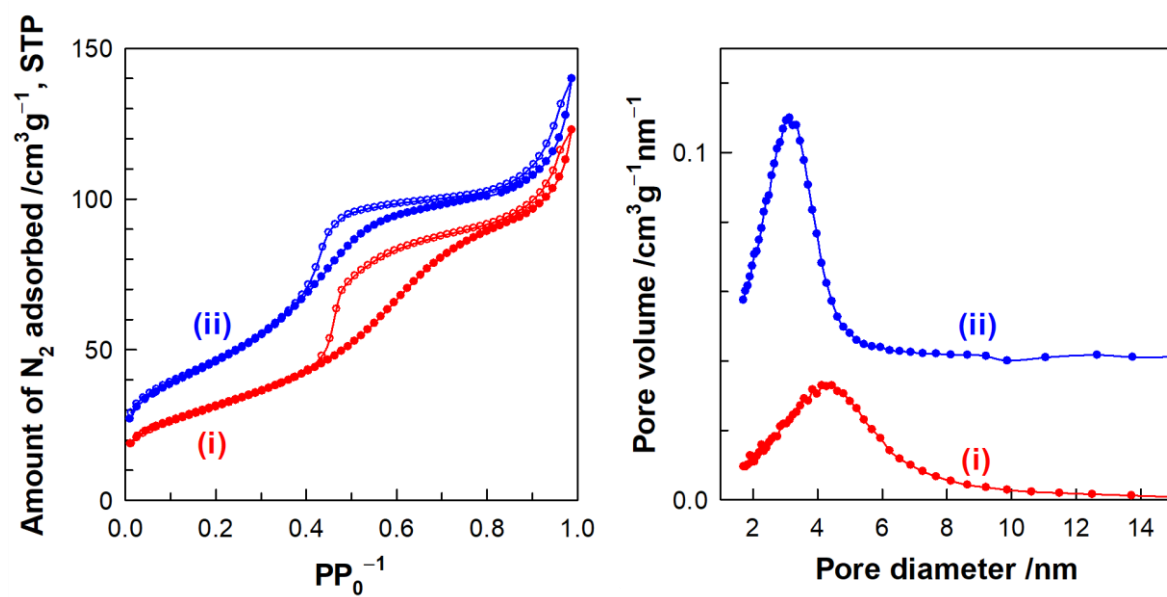 Amount of N₂ adsorbed /cm³g⁻¹, STP
150
100
50
0
(ii)
(i)
0.0 0.2 0.4 0.6 0.8 1.0
PP₀⁻¹
Pore volume /cm³g⁻¹nm⁻¹
0.1
0.0
(ii)
(i)
2 4 6 8 10 12 14
Pore diameter /nm